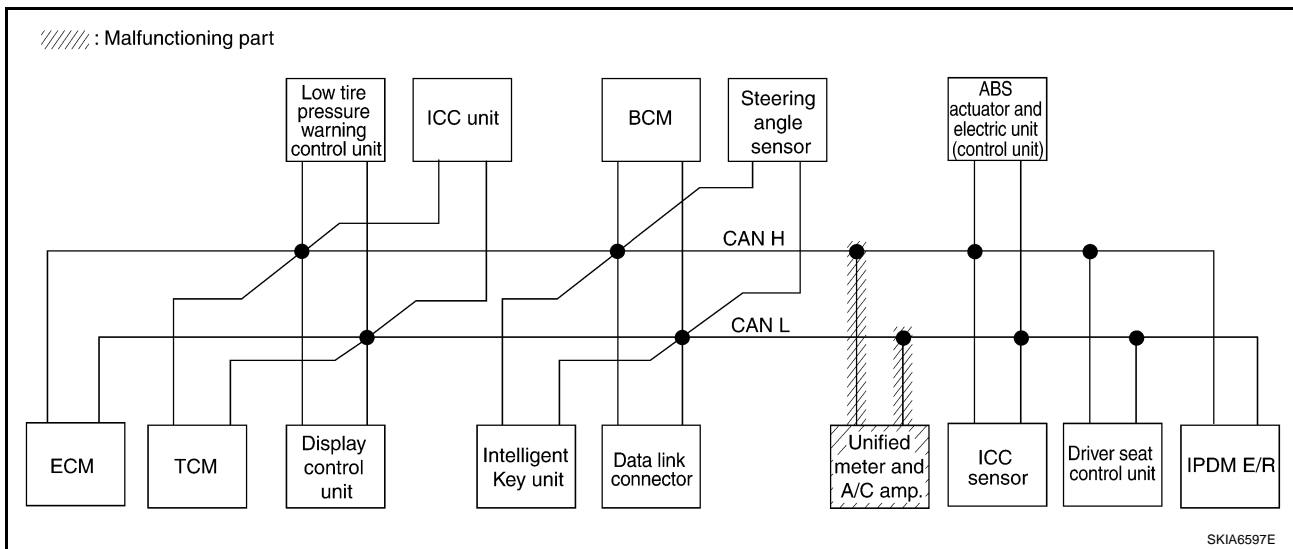 : Malfunctioning part
Low tire
pressure
warning
control unit
ICC unit
BCM
Steering
angle
sensor
ABS
actuator and
electric unit
(control unit)
CAN H
CAN L
ECM
TCM
Display
control
unit
Intelligent
Key unit
Data link
connector
Unified
meter and
A/C amp.
ICC
sensor
Driver seat
control unit
IPDM E/R
SKIA6597E